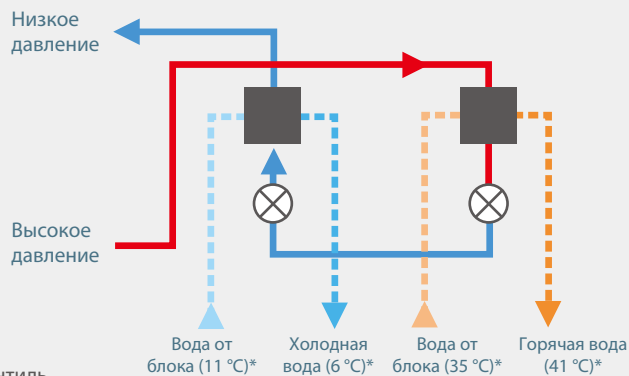 Низкое
давление
Высокое
давление
Вода от
блока (11 °C)*
Холодная
вода (6 °C)*
Вода от
блока (35 °C)*
Горячая вода
(41 °C)*